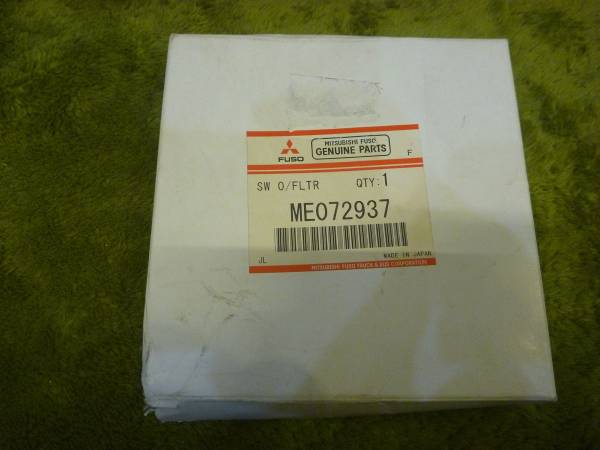 FUSO
MITSUBISHI FUSO
GENUINE PARTS
F
SW O/FLTR QTY:1
ME072937
JL
MADE IN JAPAN
MITSUBISHI FUSO TRUCK & BUS CORPORATION